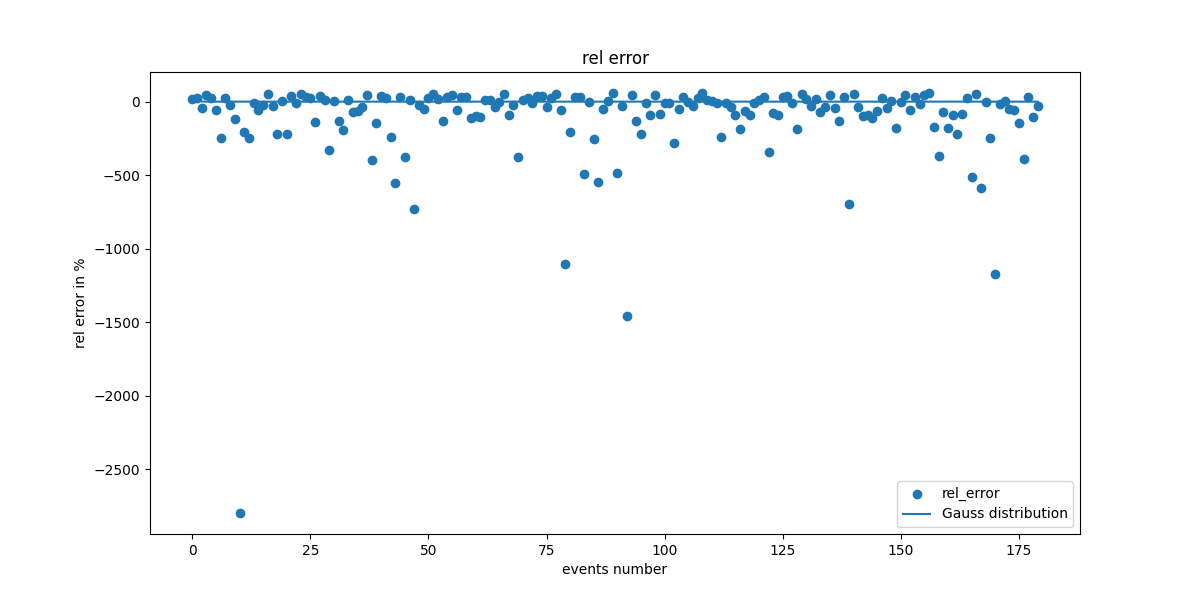 rel error
0
−500
−1000
−1500
−2000
−2500
rel error in %
0 25 50 75 100 125 150 175
events number
rel_error
Gauss distribution